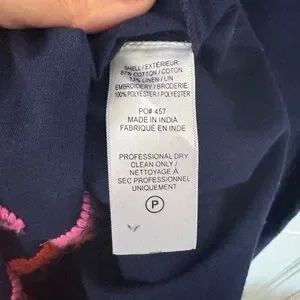 SHELL/EXTÉRIEUR:
87% COTTON/COTON
13% LINEN/LIN
EMBROIDERY/BRODERIE:
100% POLYESTER/POLYESTER
PO# 457
MADE IN INDIA
FABRIQUÉ EN INDE
PROFESSIONAL DRY
CLEAN ONLY/
NETTOYAGE À
SEC PROFESSIONNEL
UNIQUEMENT
P